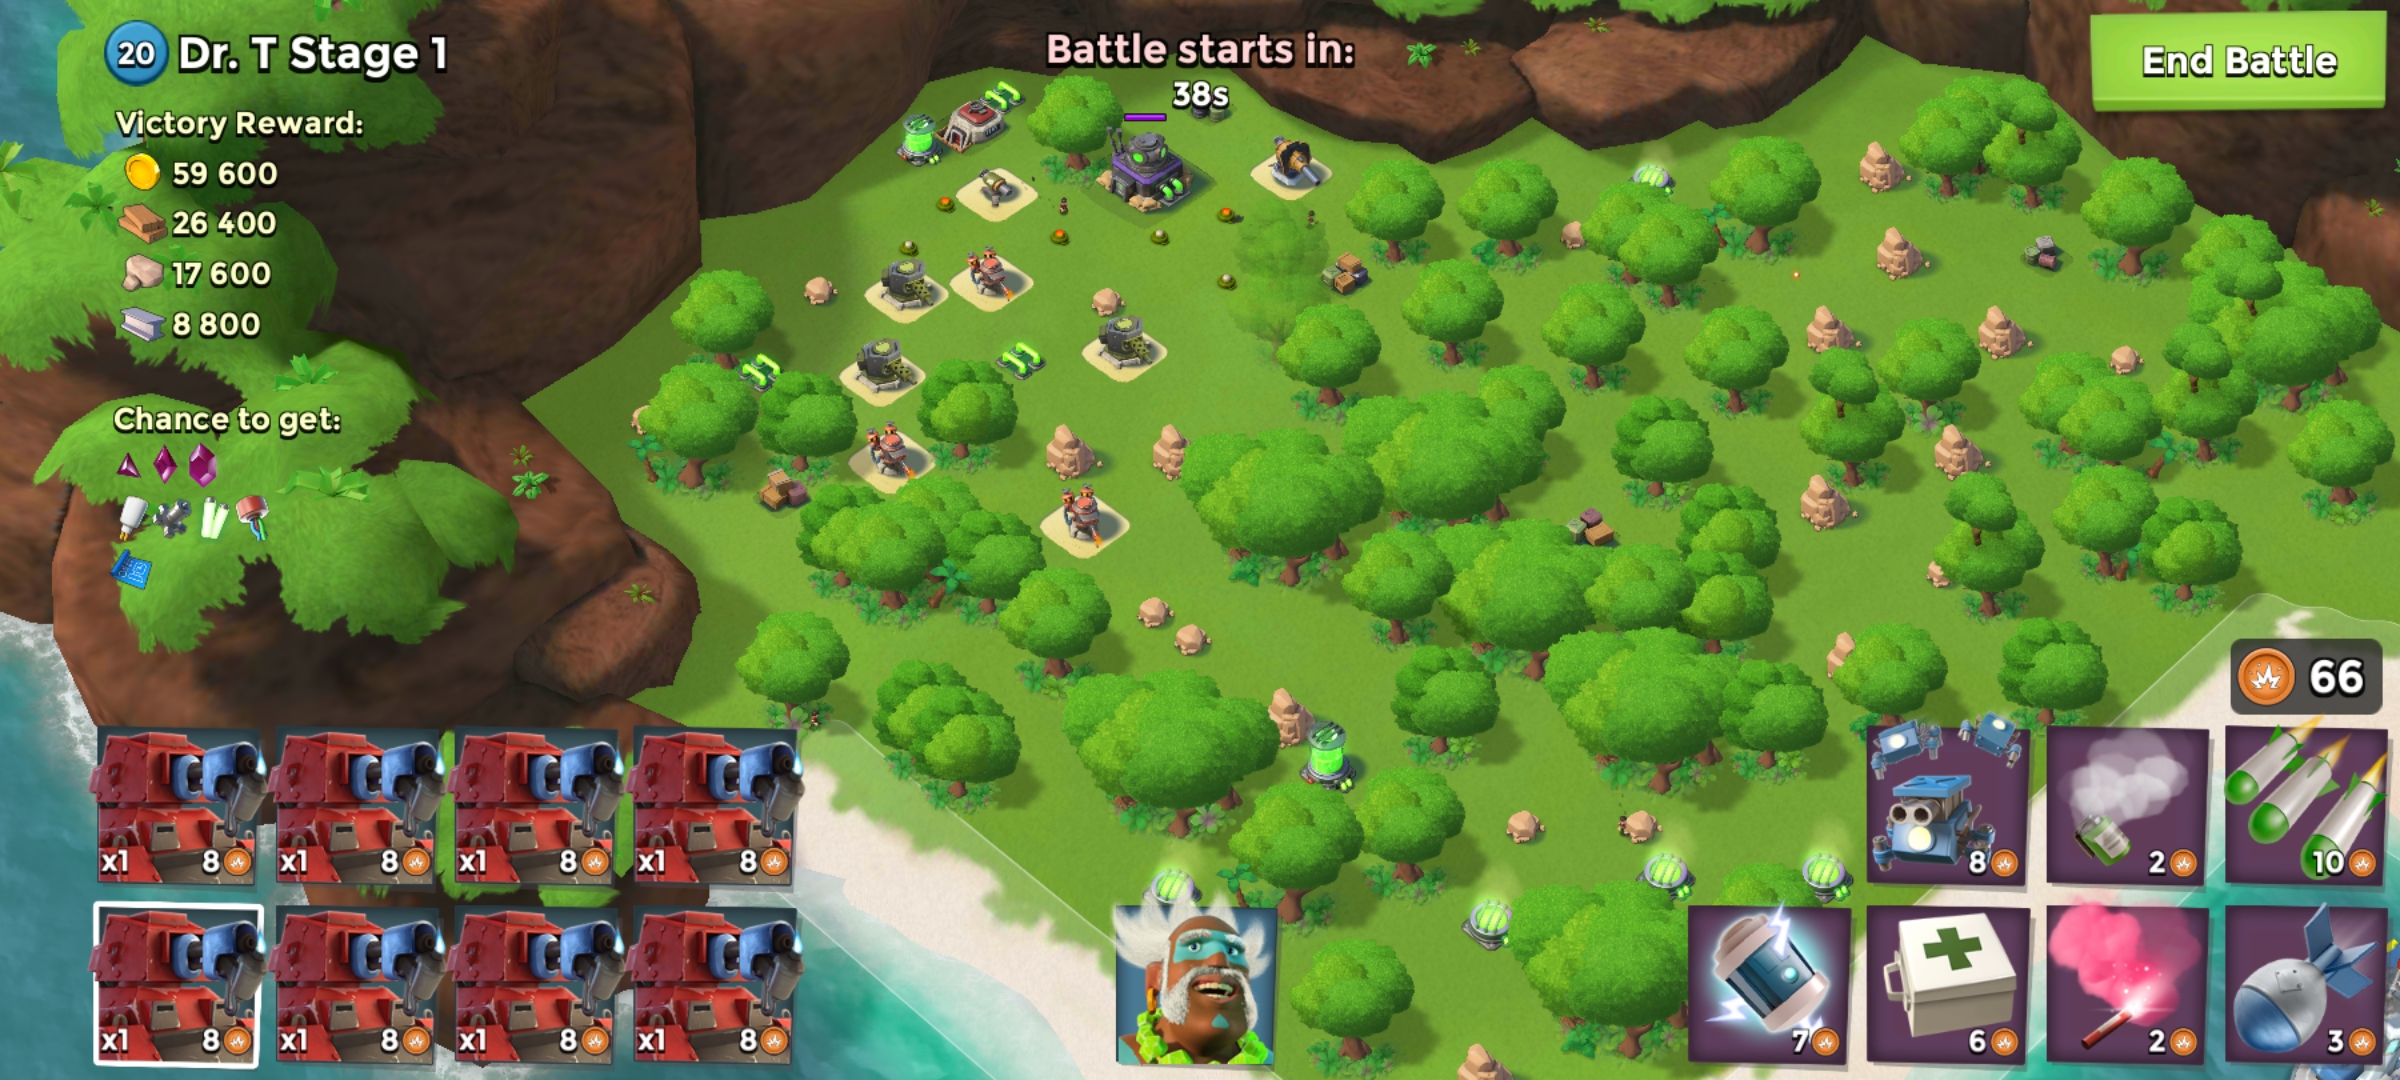 20 Dr. T Stage 1
Battle starts in:
38s
End Battle
Victory Reward:
59 600
26 400
17 600
8 800
Chance to get:
66
x1 8
x1 8
x1 8
x1 8
8
2
10
x1 8
x1 8
x1 8
x1 8
7
6
2
3